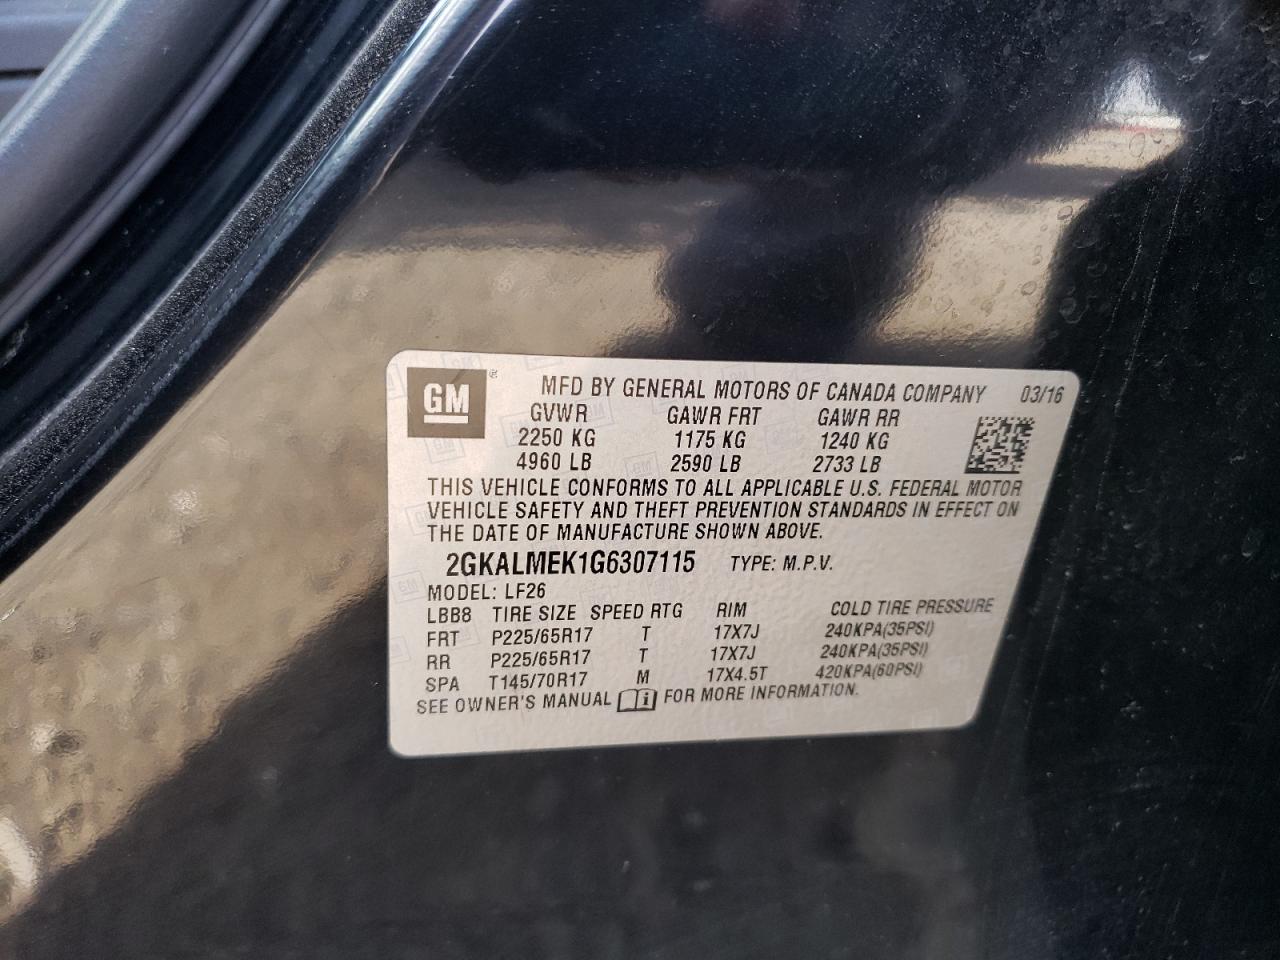 GM ® MFD BY GENERAL MOTORS OF CANADA COMPANY 03/16
GVWR GAWR FRT GAWR RR
2250 KG 1175 KG 1240 KG
4960 LB 2590 LB 2733 LB
THIS VEHICLE CONFORMS TO ALL APPLICABLE U.S. FEDERAL MOTOR
VEHICLE SAFETY AND THEFT PREVENTION STANDARDS IN EFFECT ON
THE DATE OF MANUFACTURE SHOWN ABOVE.
2GKALMEK1G6307115 TYPE: M.P.V.
MODEL: LF26
LBB8 TIRE SIZE SPEED RTG RIM COLD TIRE PRESSURE
FRT P225/65R17 T 17X7J 240KPA(35PSI)
RR P225/65R17 T 17X7J 240KPA(35PSI)
SPA T145/70R17 M 17X4.5T 420KPA(60PSI)
SEE OWNER'S MANUAL i FOR MORE INFORMATION.